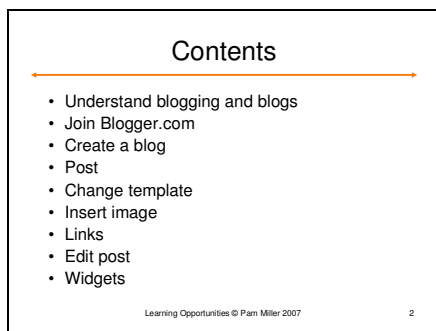 Contents
• Understand blogging and blogs
• Join Blogger.com
• Create a blog
• Post
• Change template
• Insert image
• Links
• Edit post
• Widgets
Learning Opportunities © Pam Miller 2007 2